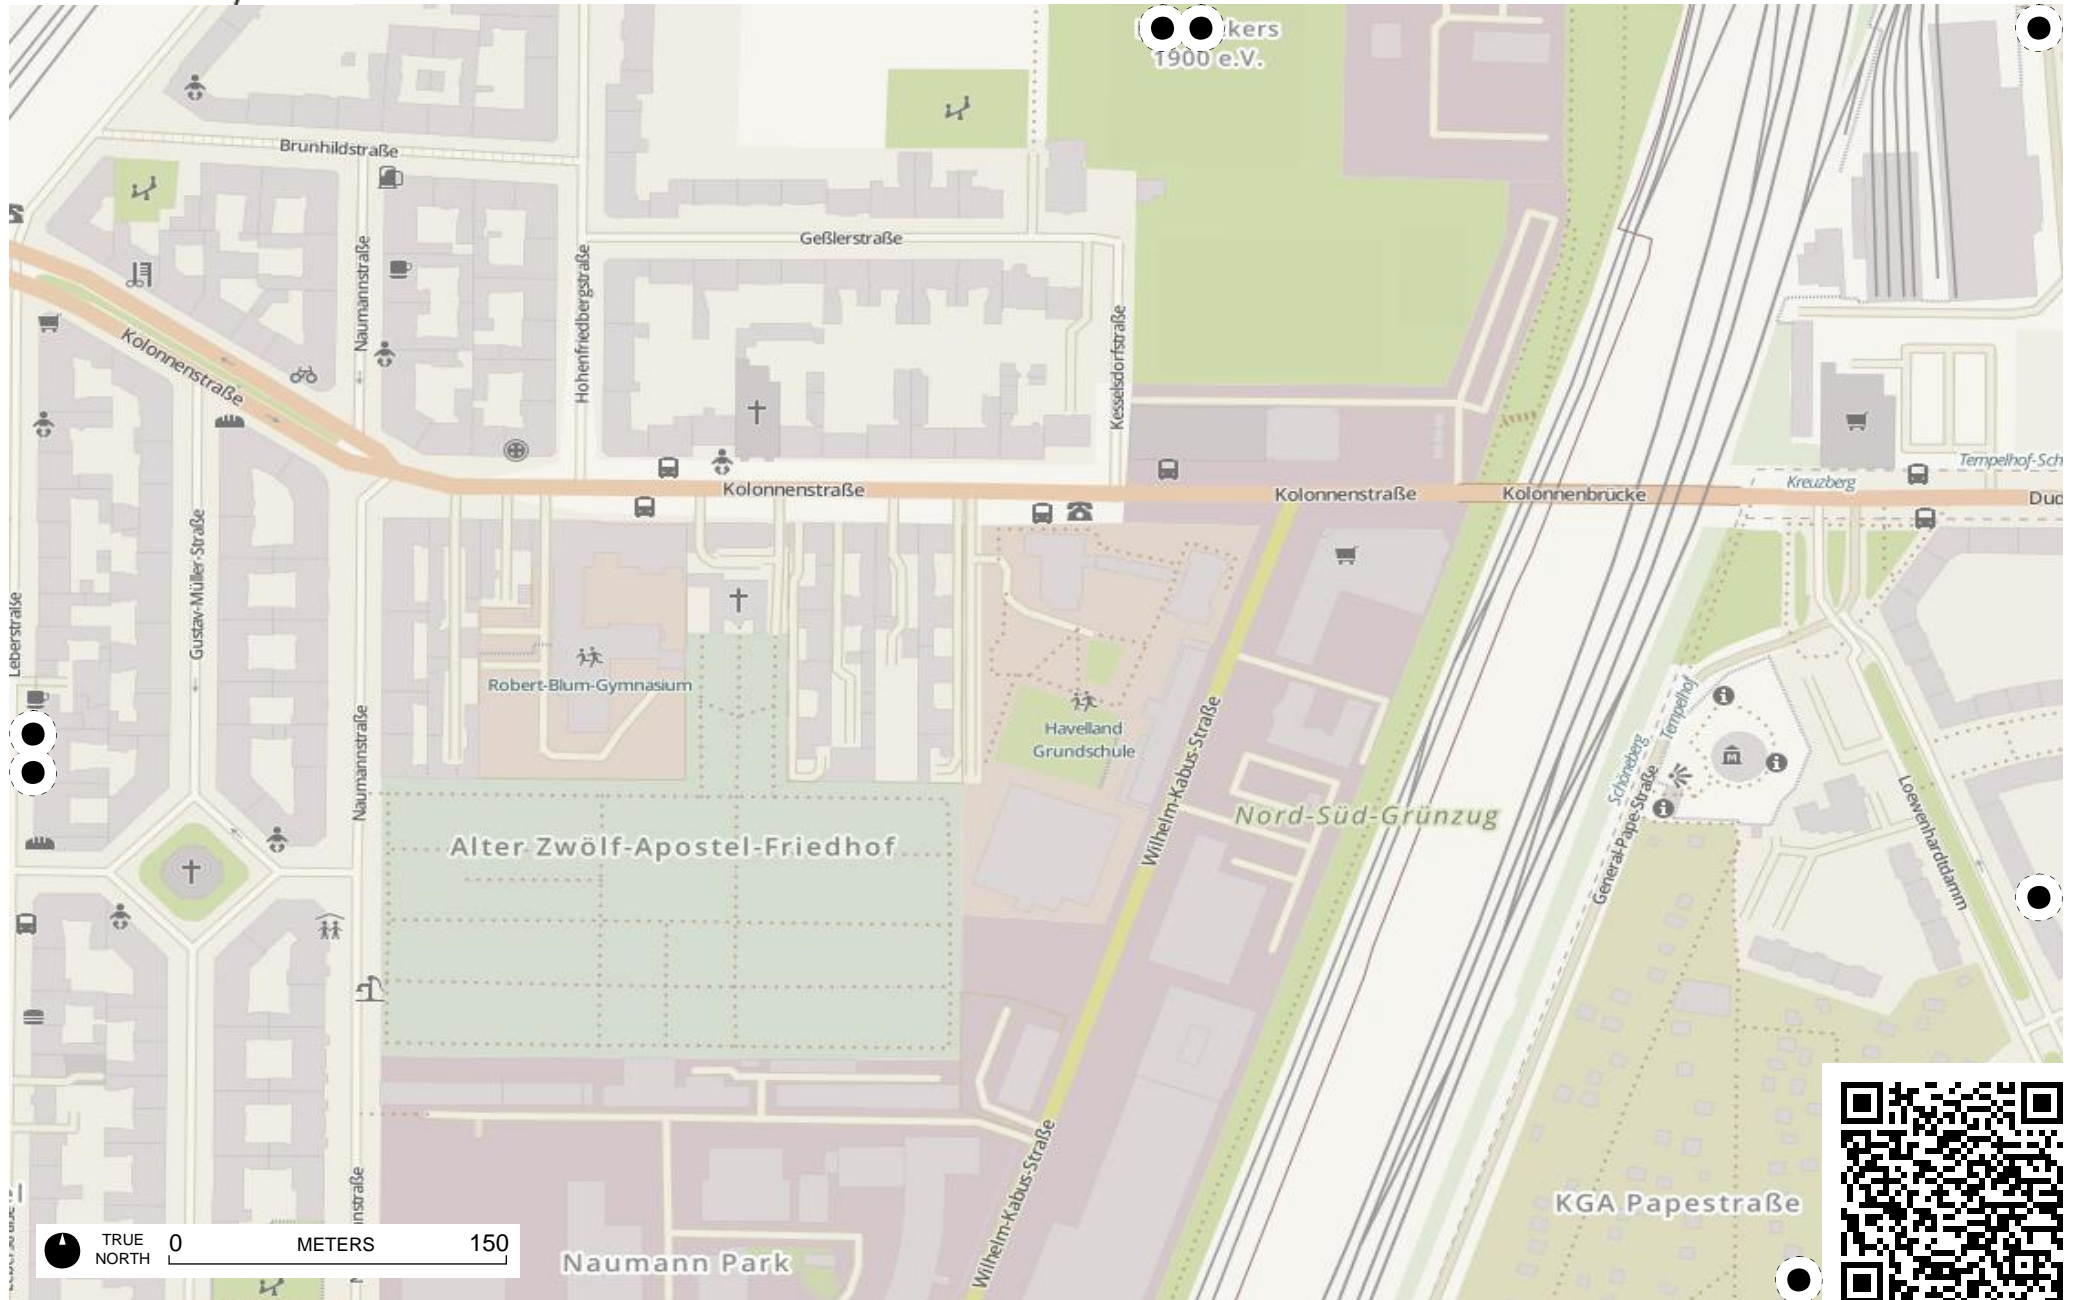 1900 e.V.
Brunhildstraße
Geßlerstraße
Naumannstraße
Hohenfriedbergstraße
Kesselsdorfstraße
Kolonnenstraße
Tempelhof-Sch
Kreuzberg
Kolonnenstraße
Kolonnenstraße
Kolonnenbrücke
Dud
Gustav-Müller-Straße
Leberstraße
Robert-Blum-Gymnasium
Naumannstraße
Havelland
Grundschule
Wilhelm-Kabus-Straße
Schöneberg
Tempelhof
General-Pape-Straße
Loewenhardtdamm
Nord-Süd-Grünzug
Alter Zwölf-Apostel-Friedhof
Wilhelm-Kabus-Straße
KGA Papestraße
Naumann Park
TRUE
NORTH
0 METERS 150